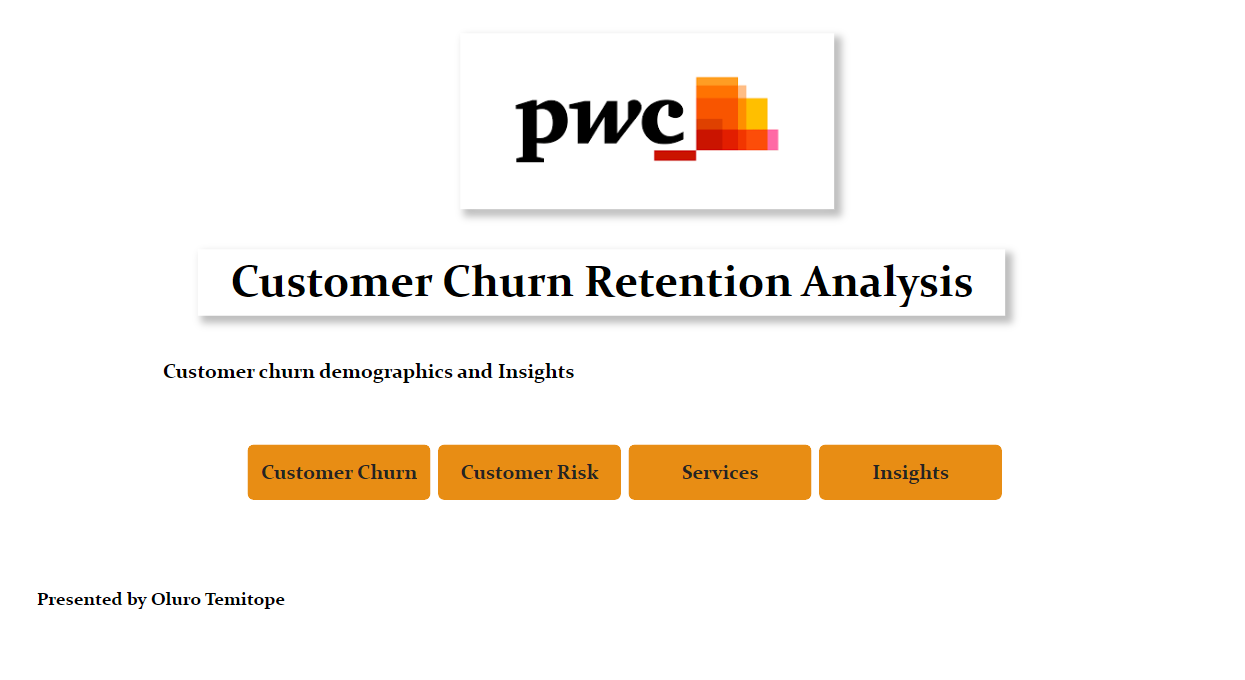 pwc
Customer Churn Retention Analysis
Customer churn demographics and Insights
Customer Churn
Customer Risk
Services
Insights
Presented by Oluro Temitope